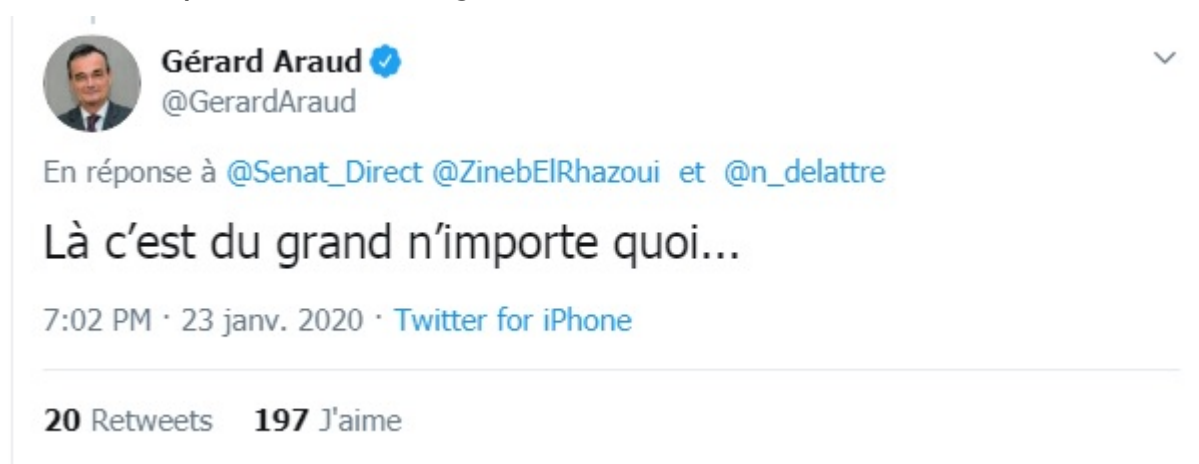 Gérard Araud
@GerardAraud
En réponse à @Senat_Direct @ZinebElRhazoui et @n_delattre
Là c’est du grand n’importe quoi...
7:02 PM · 23 janv. 2020 · Twitter for iPhone
20 Retweets 197 J'aime